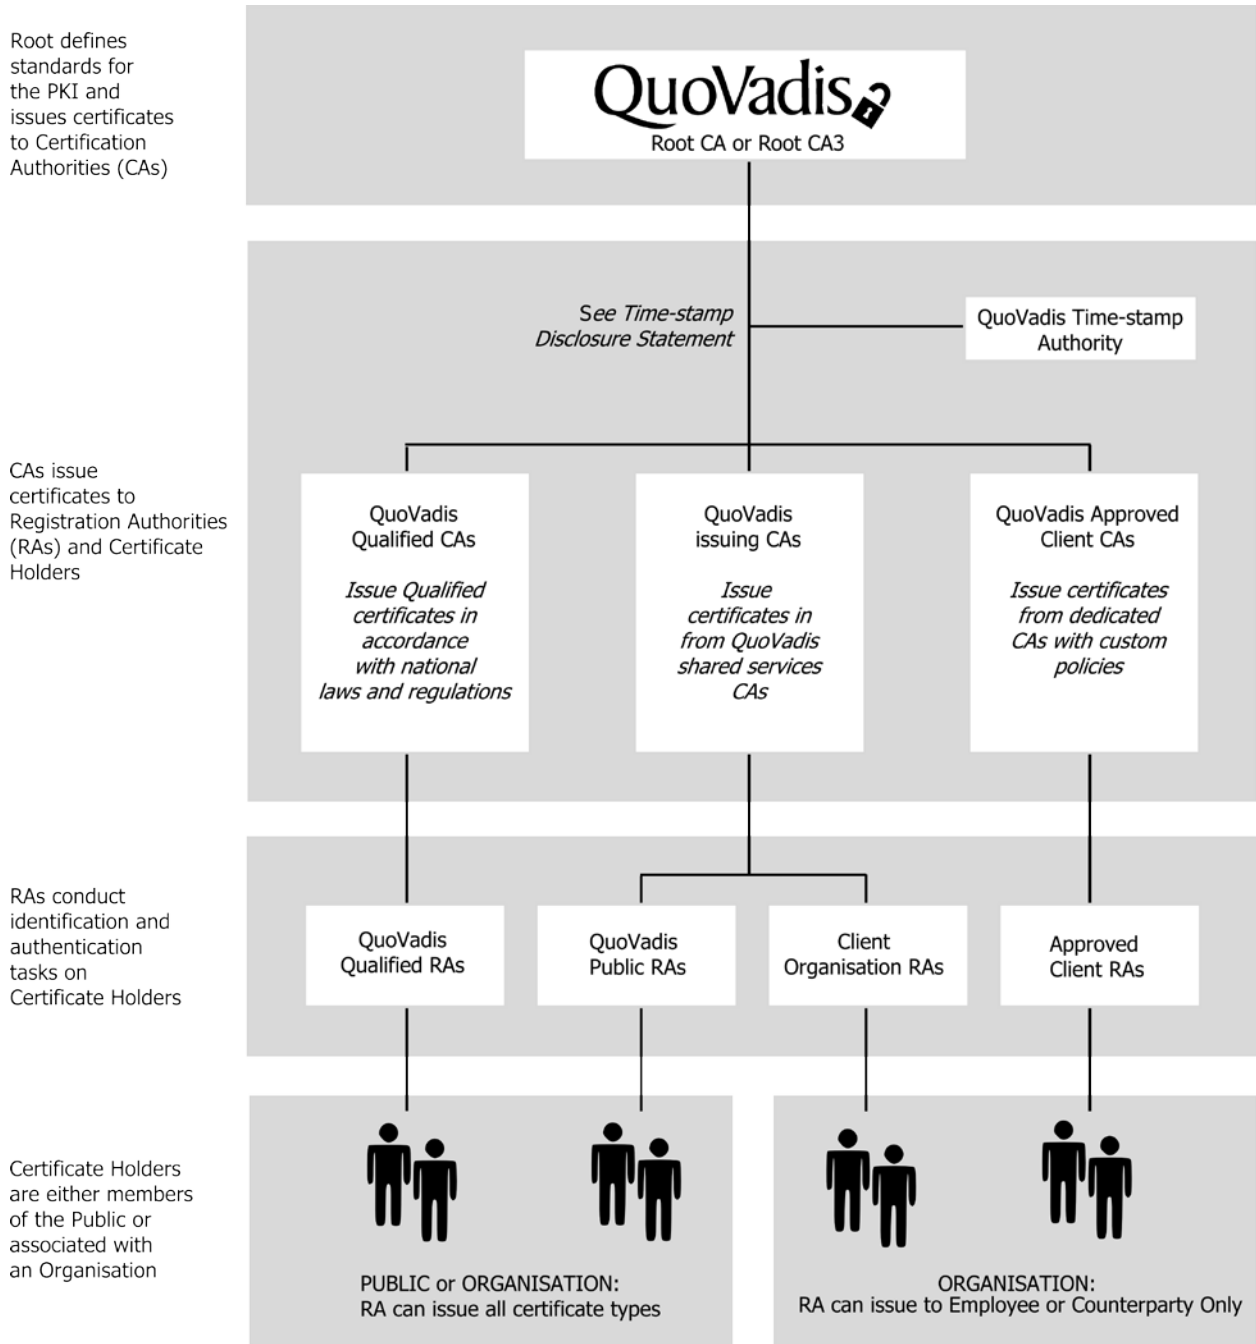 Root defines
standards for
the PKI and
issues certificates
to Certification
Authorities (CAs)
QuoVadis
Root CA or Root CA3
See Time-stamp
Disclosure Statement
QuoVadis Time-stamp
Authority
CAs issue
certificates to
Registration Authorities
(RAs) and Certificate
Holders
QuoVadis
Qualified CAs
Issue Qualified
certificates in
accordance
with national
laws and regulations
QuoVadis
issuing CAs
Issue
certificates in
from QuoVadis
shared services
CAs
QuoVadis Approved
Client CAs
Issue certificates
from dedicated
CAs with custom
policies
RAs conduct
identification and
authentication
tasks on
Certificate Holders
QuoVadis
Qualified RAs
QuoVadis
Public RAs
Client
Organisation RAs
Approved
Client RAs
Certificate Holders
are either members
of the Public or
associated with
an Organisation
PUBLIC or ORGANISATION:
RA can issue all certificate types
ORGANISATION:
RA can issue to Employee or Counterparty Only